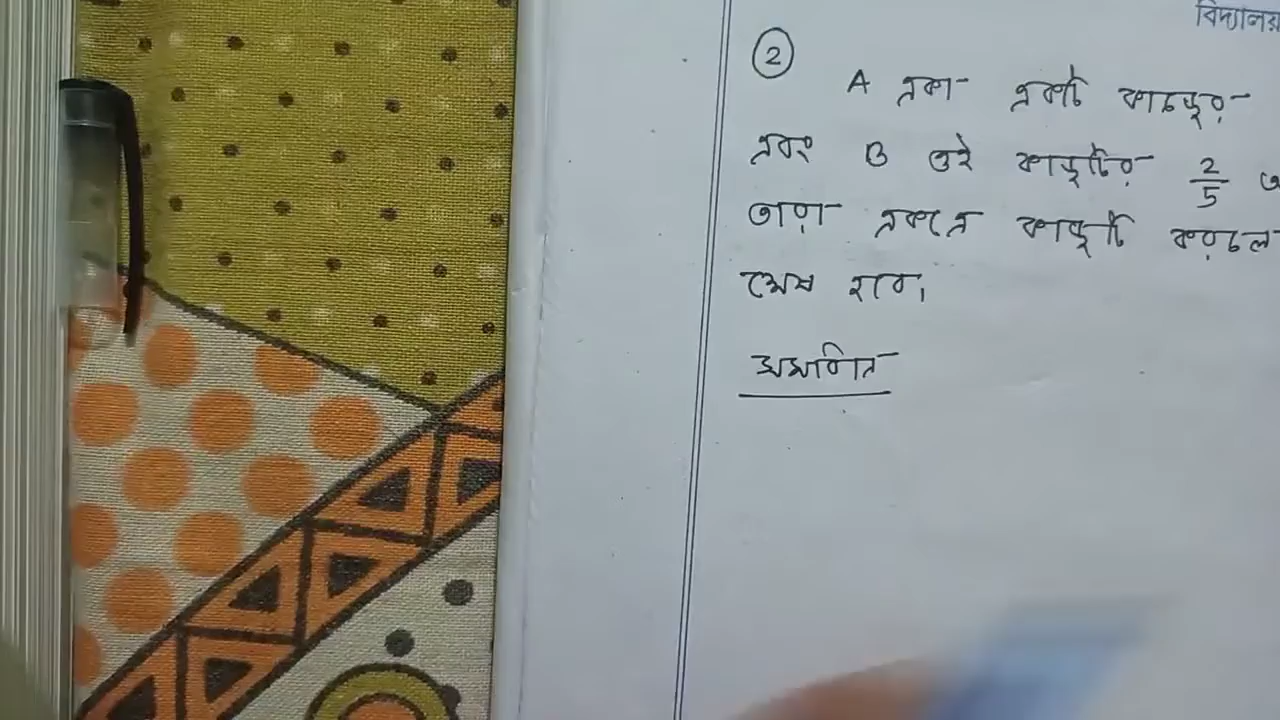 বিদ্যালয়
②
A একা একটি কাজের
এবং B ওই কাজটির 2/5
তারা একত্রে কাজটি করলে
শেষ হবে।
সমাধান